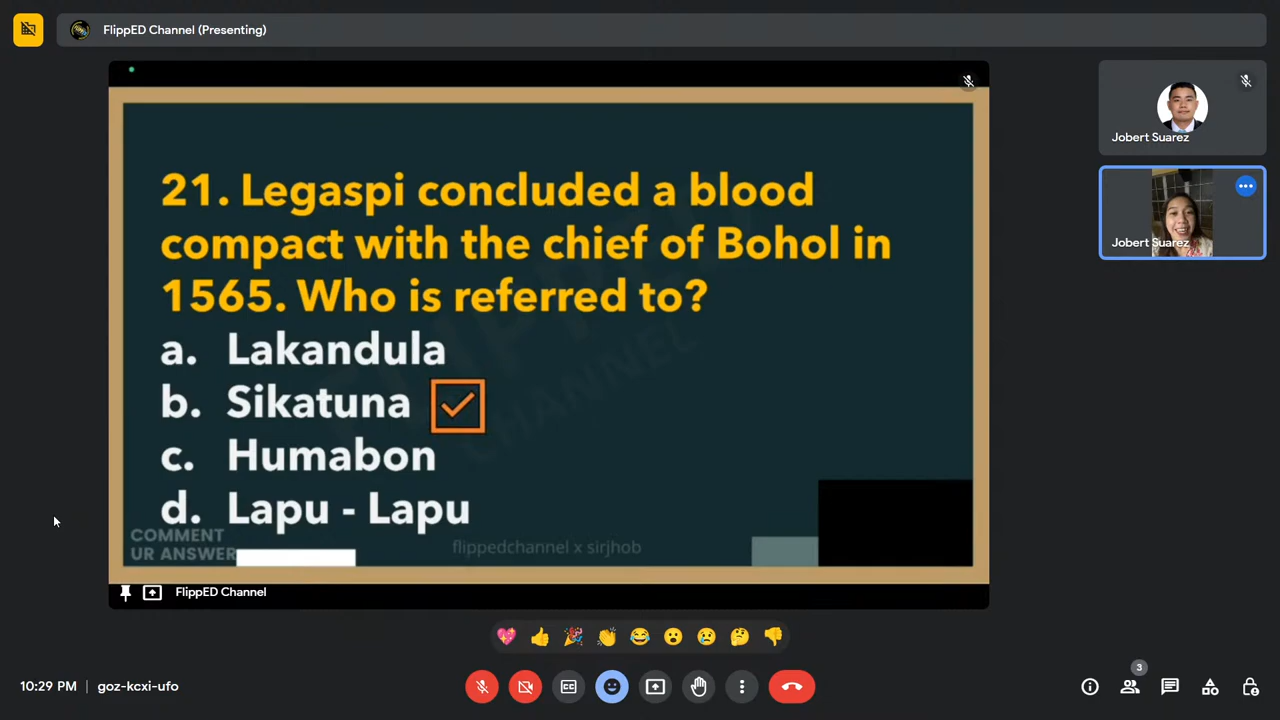 FlippED Channel (Presenting)
21. Legaspi concluded a blood
compact with the chief of Bohol in
1565. Who is referred to?
a. Lakandula
b. Sikatuna
c. Humabon
d. Lapu - Lapu
COMMENT
UR ANSWER
flippedchannel x sirjhob
FLIPPED
CHANNEL
FlippED Channel
Jobert Suarez
Jobert Suarez
10:29 PM | goz-kcxi-ufo
3